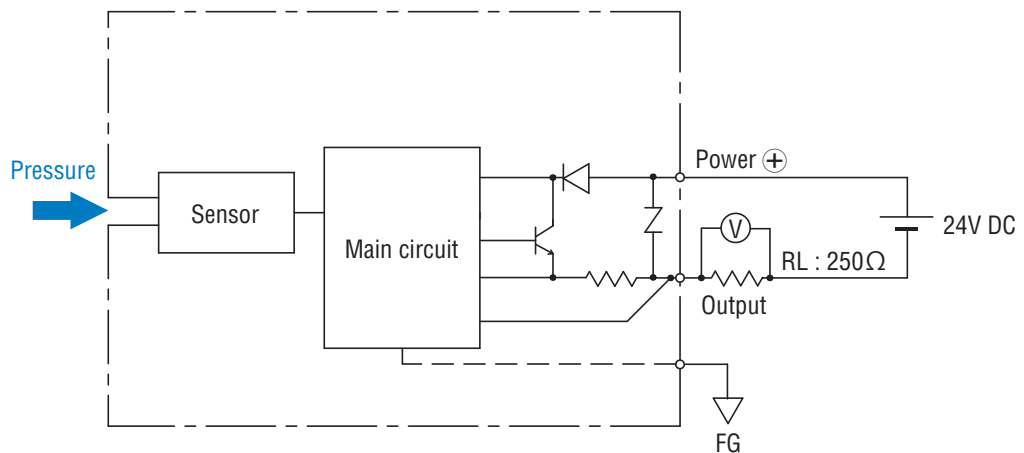 Pressure
Sensor
Main circuit
Power ⊕
V
24V DC
RL : 250Ω
Output
FG